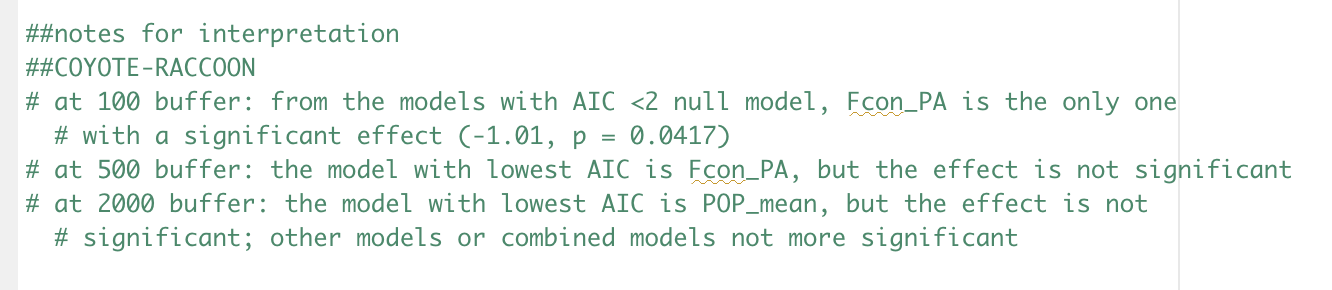 ##notes for interpretation
##COYOTE-RACCOON
# at 100 buffer: from the models with AIC <2 null model, Fcon_PA is the only one
# with a significant effect (-1.01, p = 0.0417)
# at 500 buffer: the model with lowest AIC is Fcon_PA, but the effect is not significant
# at 2000 buffer: the model with lowest AIC is POP_mean, but the effect is not
# significant; other models or combined models not more significant